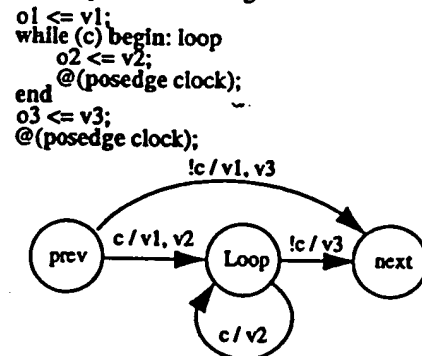 o1 <= v1;
while (c) begin: loop
o2 <= v2;
@(posedge clock);
end
o3 <= v3;
@(posedge clock);
!c / v1, v3
prev
c / v1, v2
Loop
!c / v3
next
c / v2